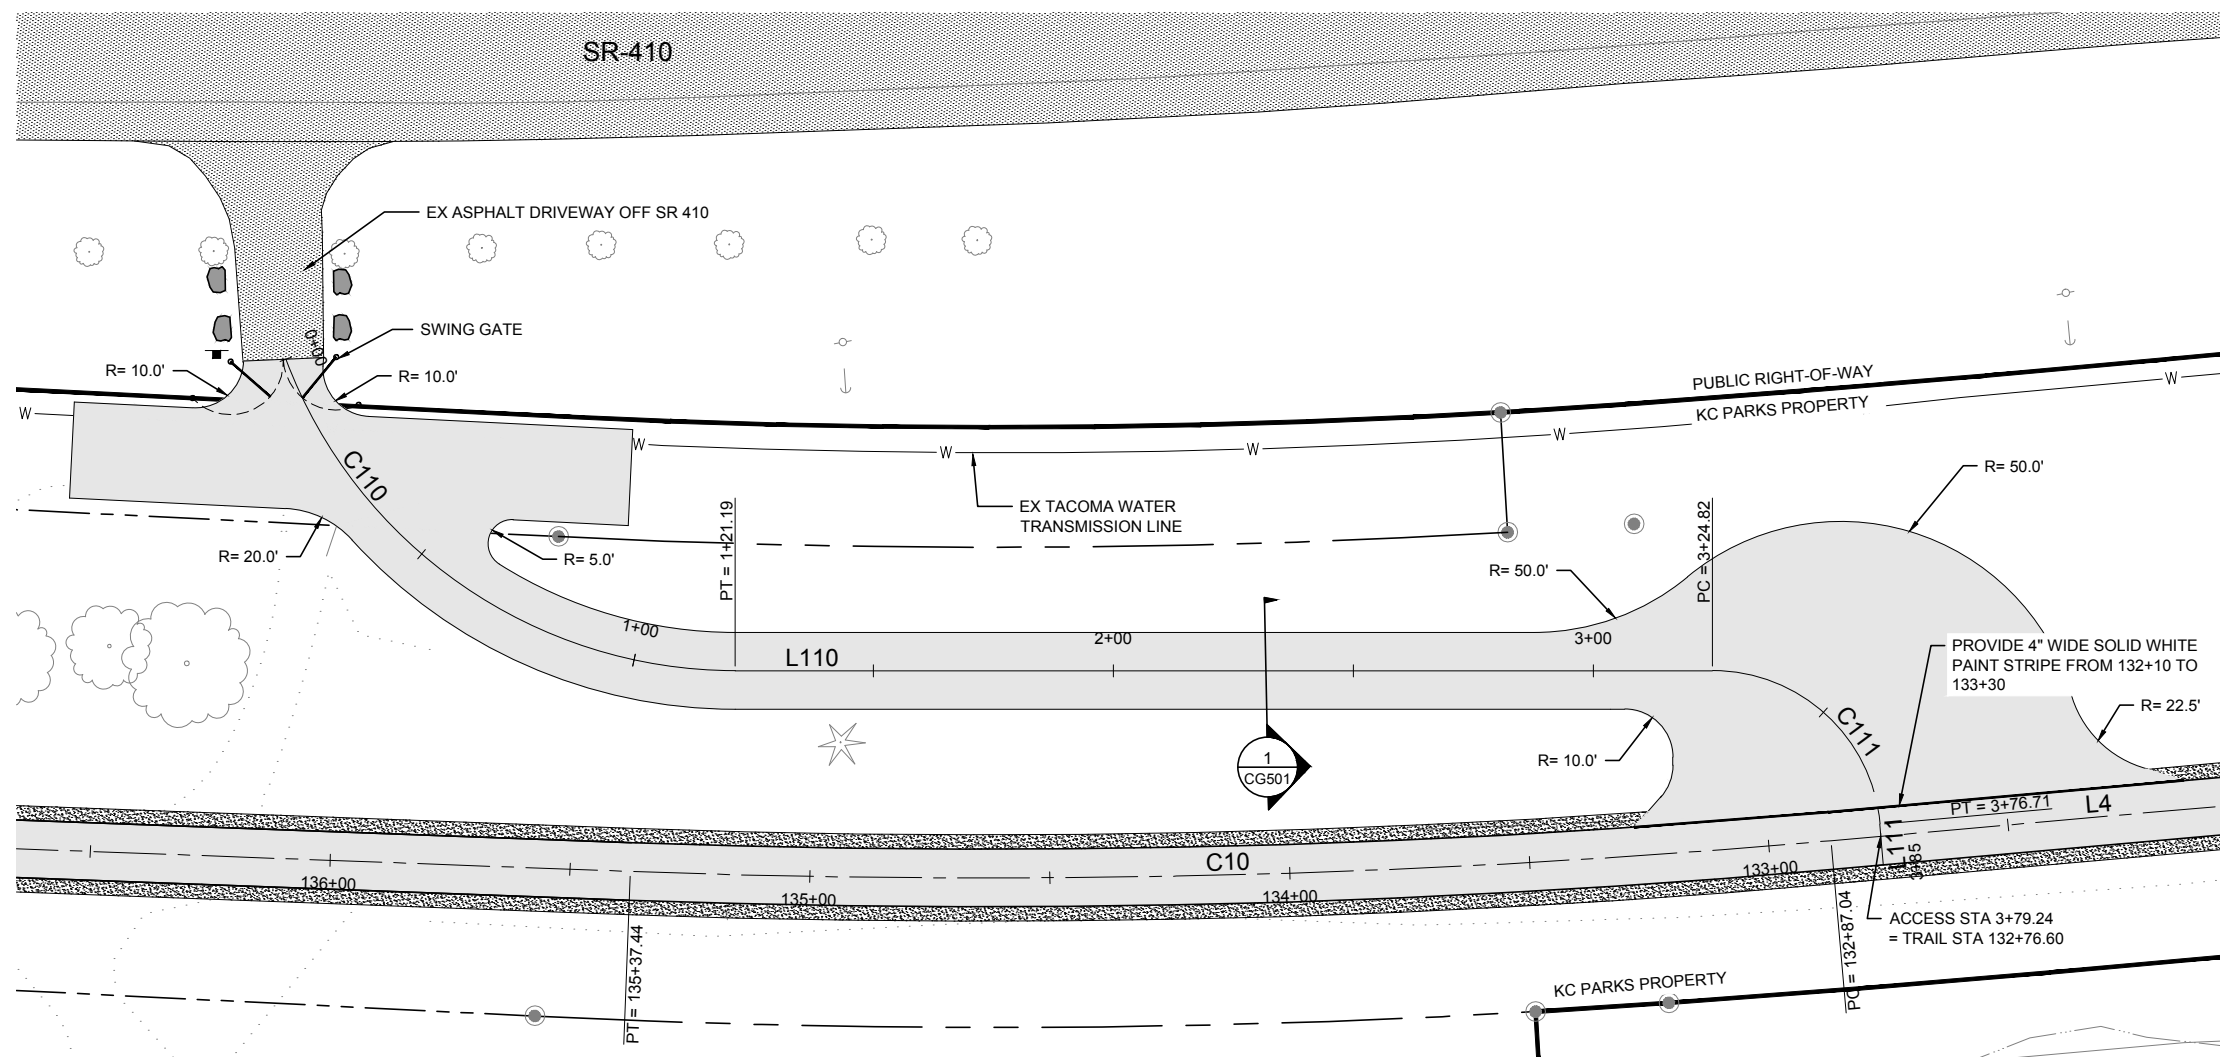 SR-410
EX ASPHALT DRIVEWAY OFF SR 410
0+00
SWING GATE
R= 10.0'
R= 10.0'
PUBLIC RIGHT-OF-WAY
KC PARKS PROPERTY
W
W
W
W
W
W
C110
R= 50.0'
EX TACOMA WATER
TRANSMISSION LINE
PT = 1+21.19
PC = 3+24.82
R= 20.0'
R= 5.0'
R= 50.0'
1+00
2+00
3+00
L110
PROVIDE 4" WIDE SOLID WHITE
PAINT STRIPE FROM 132+10 TO
133+30
R= 22.5'
C111
R= 10.0'
1
CG501
PT = 3+76.71
L4
L111
3+85
C10
136+00
135+00
134+00
133+00
ACCESS STA 3+79.24
= TRAIL STA 132+76.60
PT = 135+37.44
PC = 132+87.04
KC PARKS PROPERTY